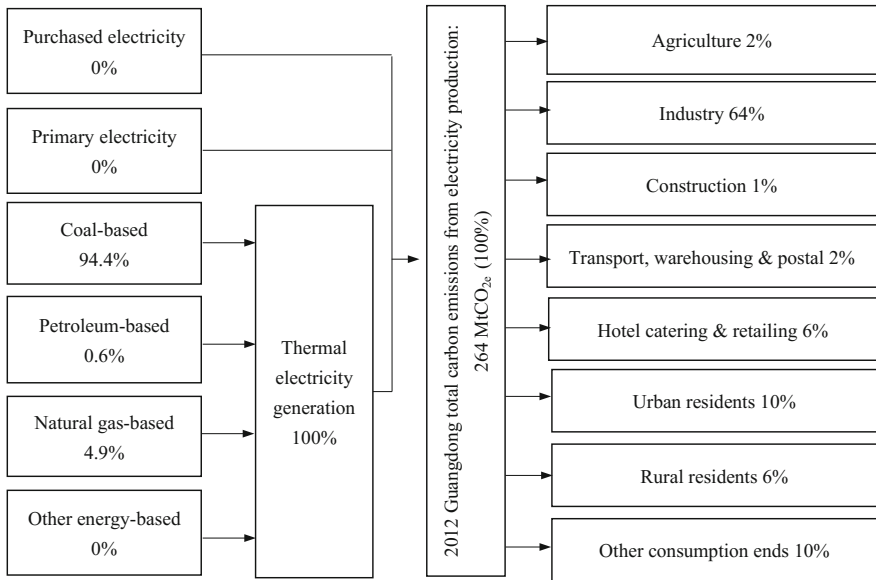 Purchased electricity
0%
Primary electricity
0%
Coal-based
94.4%
Petroleum-based
0.6%
Natural gas-based
4.9%
Other energy-based
0%
Thermal
electricity
generation
100%
2012 Guangdong total carbon emissions from electricity production:
264 MtCO2e (100%)
Agriculture 2%
Industry 64%
Construction 1%
Transport, warehousing & postal 2%
Hotel catering & retailing 6%
Urban residents 10%
Rural residents 6%
Other consumption ends 10%